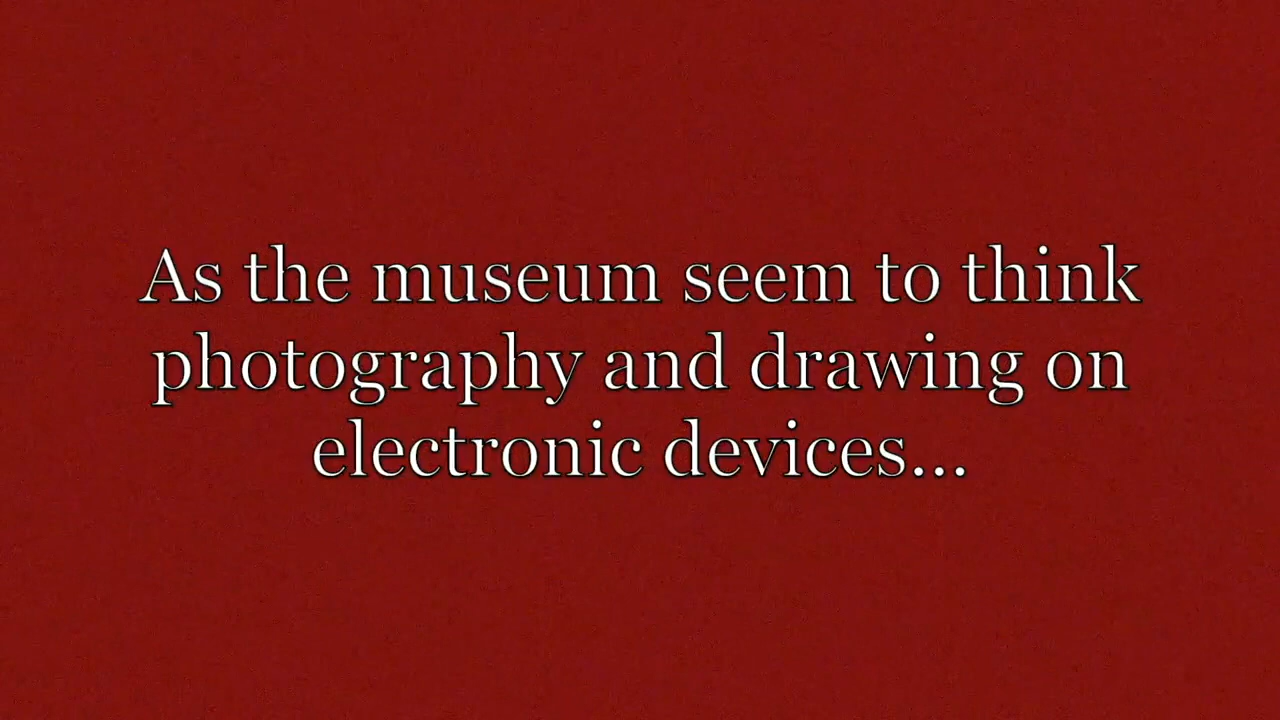 As the museum seem to think
photography and drawing on
electronic devices...